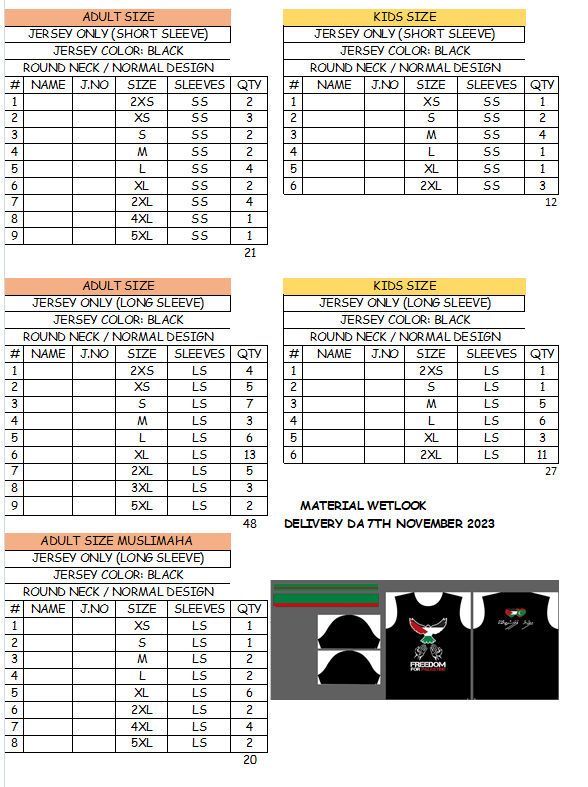 ADULT SIZE
JERSEY ONLY (SHORT SLEEVE)
JERSEY COLOR: BLACK
ROUND NECK / NORMAL DESIGN
# NAME J.NO SIZE SLEEVES QTY
1 2XS SS 2
2 XS SS 3
3 S SS 2
4 M SS 2
5 L SS 4
6 XL SS 2
7 2XL SS 4
8 4XL SS 1
9 5XL SS 1
21
KIDS SIZE
JERSEY ONLY (SHORT SLEEVE)
JERSEY COLOR: BLACK
ROUND NECK / NORMAL DESIGN
# NAME J.NO SIZE SLEEVES QTY
1 XS SS 1
2 S SS 2
3 M SS 4
4 L SS 1
5 XL SS 1
6 2XL SS 3
12
ADULT SIZE
JERSEY ONLY (LONG SLEEVE)
JERSEY COLOR: BLACK
ROUND NECK / NORMAL DESIGN
# NAME J.NO SIZE SLEEVES QTY
1 2XS LS 4
2 XS LS 5
3 S LS 7
4 M LS 3
5 L LS 6
6 XL LS 13
7 2XL LS 5
8 3XL LS 3
9 5XL LS 2
48
KIDS SIZE
JERSEY ONLY (LONG SLEEVE)
JERSEY COLOR: BLACK
ROUND NECK / NORMAL DESIGN
# NAME J.NO SIZE SLEEVES QTY
1 2XS LS 1
2 S LS 1
3 M LS 5
4 L LS 6
5 XL LS 3
6 2XL LS 11
27
MATERIAL WETLOOK
DELIVERY DA 7TH NOVEMBER 2023
ADULT SIZE MUSLIMAHA
JERSEY ONLY (LONG SLEEVE)
JERSEY COLOR: BLACK
ROUND NECK / NORMAL DESIGN
# NAME J.NO SIZE SLEEVES QTY
1 XS LS 1
2 S LS 1
3 M LS 2
4 L LS 2
5 XL LS 6
6 2XL LS 2
7 4XL LS 4
8 5XL LS 2
20
FREEDOM
FOR PALESTINE